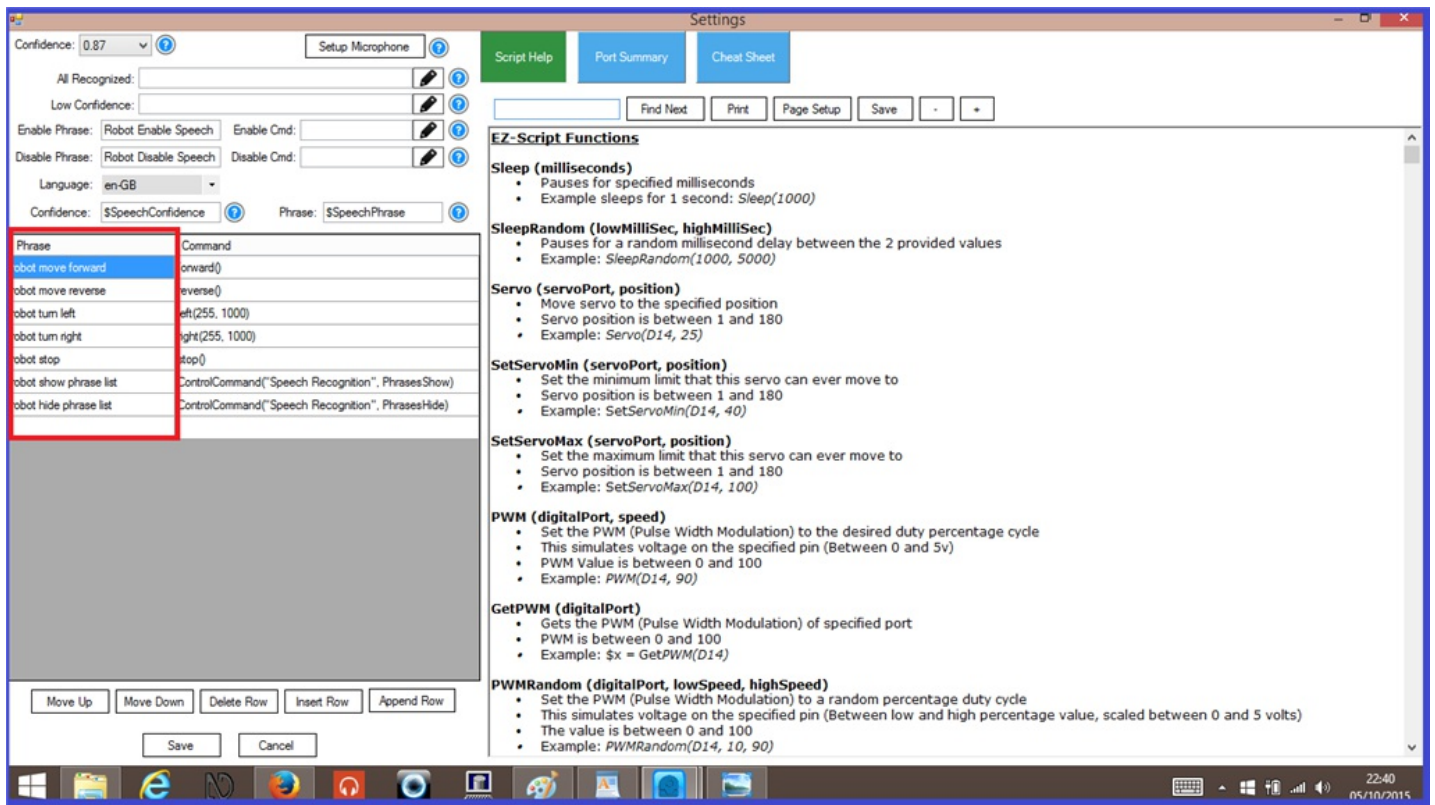 Settings
Confidence: 0.87
Setup Microphone
All Recognized:
Low Confidence:
Enable Phrase: Robot Enable Speech Enable Cmd:
Disable Phrase: Robot Disable Speech Disable Cmd:
Language: en-GB
Confidence: $SpeechConfidence Phrase: $SpeechPhrase
Phrase Command
robot move forward forward()
robot move reverse reverse()
robot turn left left(255, 1000)
robot turn right right(255, 1000)
robot stop stop()
robot show phrase list ControlCommand("Speech Recognition", PhrasesShow)
robot hide phrase list ControlCommand("Speech Recognition", PhrasesHide)
Move Up Move Down Delete Row Insert Row Append Row
Save Cancel
Script Help Port Summary Cheat Sheet
Find Next Print Page Setup Save - +
EZ-Script Functions
Sleep (milliseconds)
• Pauses for specified milliseconds
• Example sleeps for 1 second: Sleep(1000)
SleepRandom (lowMilliSec, highMilliSec)
• Pauses for a random millisecond delay between the 2 provided values
• Example: SleepRandom(1000, 5000)
Servo (servoPort, position)
• Move servo to the specified position
• Servo position is between 1 and 180
• Example: Servo(D14, 25)
SetServoMin (servoPort, position)
• Set the minimum limit that this servo can ever move to
• Servo position is between 1 and 180
• Example: SetServoMin(D14, 40)
SetServoMax (servoPort, position)
• Set the maximum limit that this servo can ever move to
• Servo position is between 1 and 180
• Example: SetServoMax(D14, 100)
PWM (digitalPort, speed)
• Set the PWM (Pulse Width Modulation) to the desired duty percentage cycle
• This simulates voltage on the specified pin (Between 0 and 5v)
• PWM Value is between 0 and 100
• Example: PWM(D14, 90)
GetPWM (digitalPort)
• Gets the PWM (Pulse Width Modulation) of specified port
• PWM is between 0 and 100
• Example: $x = GetPWM(D14)
PWMRandom (digitalPort, lowSpeed, highSpeed)
• Set the PWM (Pulse Width Modulation) to a random percentage duty cycle
• This simulates voltage on the specified pin (Between low and high percentage value, scaled between 0 and 5 volts)
• The value is between 0 and 100
• Example: PWMRandom(D14, 10, 90)
22:40
05/10/2015